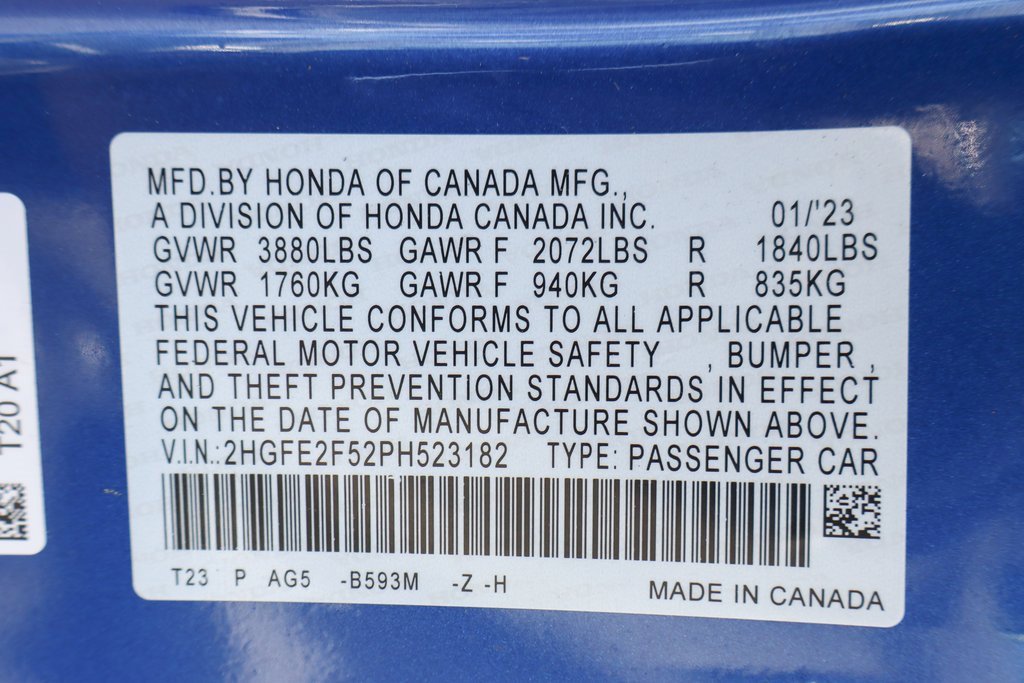 MFD.BY HONDA OF CANADA MFG.,
A DIVISION OF HONDA CANADA INC. 01/'23
GVWR 3880LBS GAWR F 2072LBS R 1840LBS
GVWR 1760KG GAWR F 940KG R 835KG
THIS VEHICLE CONFORMS TO ALL APPLICABLE
FEDERAL MOTOR VEHICLE SAFETY , BUMPER ,
AND THEFT PREVENTION STANDARDS IN EFFECT
ON THE DATE OF MANUFACTURE SHOWN ABOVE.
V.I.N.:2HGFE2F52PH523182 TYPE: PASSENGER CAR
T23 P AG5 -B593M -Z -H MADE IN CANADA
T20 A1